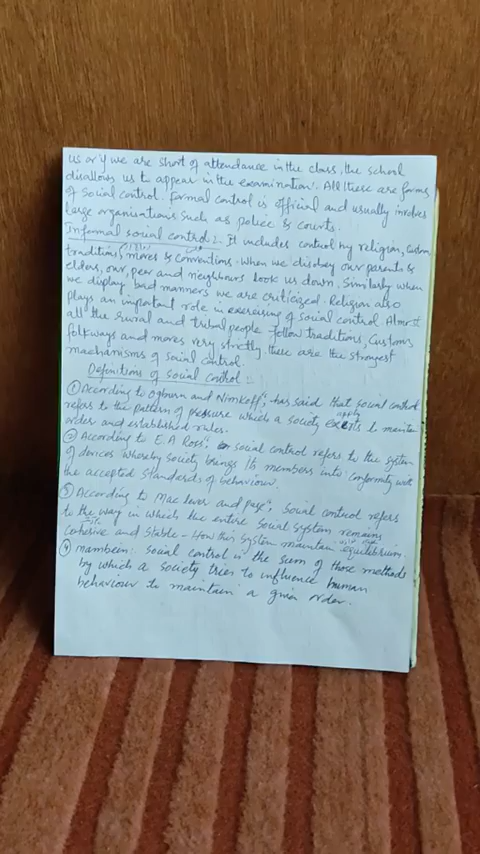 us or if we are short of attendance in the class, the school
disallows us to appear in the examination. All these are forms
of social control. Formal control is official and usually involves
large organisations such as police & courts.
Informal social control:- It includes control my religion, custom
traditions, mores & conventions. When we disobey our parents &
elders, our, peer and neighbours look us down. Similarly when
we display bad manners we are criticized. Religion also
plays an important role in exercising of social control. Almost
all the rural and tribal people follow traditions, customs
folkways and mores very strictly. these are the strongest
mechanisms of social control.
Definitions of social control:-
① According to Ogburn and Nimkoff; has said that social control
refers to the pattern of pressure which a society exerts to maintain
apply
order and established rules.
② According to E.A Ross; social control refers to the system
of devices whereby society brings its members into conformity with
the accepted standards of behaviour.
③ According to Mac Iver and page, social control refers
to the way in which the entire social system remains
cohesive and stable - How this system maintain equilibrium.
④ mambein: social control is the sum of those methods
by which a society tries to influence human
behaviour to maintain a given order.